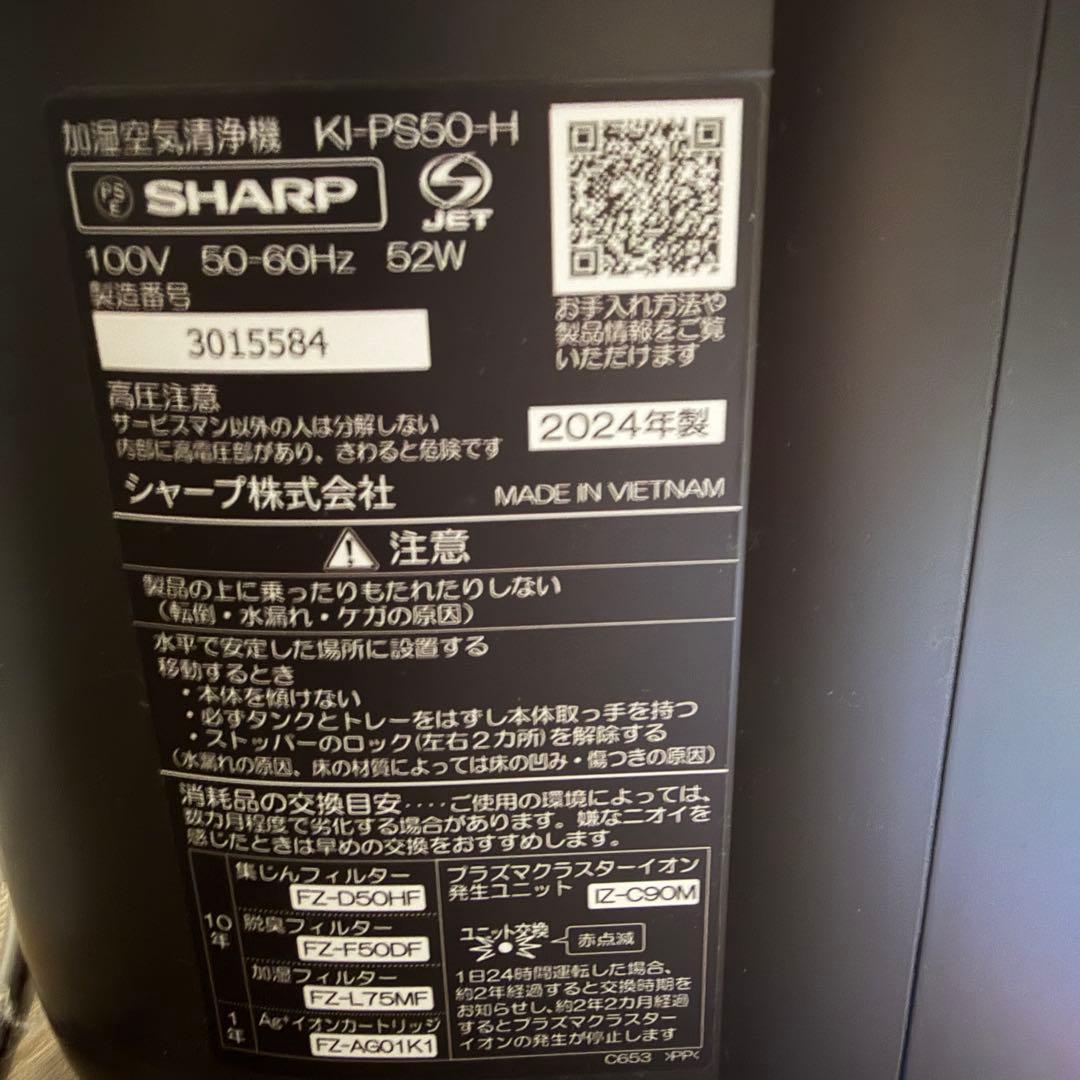 加湿空気清浄機 KI-PS50-H
PS
E
SHARP
JET
100V 50-60Hz 52W
製造番号
3015584
お手入れ方法や
製品情報をご覧
いただけます
高圧注意
サービスマン以外の人は分解しない
内部に高電圧部があり、さわると危険です
2024年製
シャープ株式会社 MADE IN VIETNAM
注意
製品の上に乗ったりもたれたりしない
(転倒・水漏れ・ケガの原因)
水平で安定した場所に設置する
移動するとき
・本体を傾けない
・必ずタンクとトレーをはずし本体取っ手を持つ
・ストッパーのロック(左右2カ所)を解除する
(水漏れの原因、床の材質によっては床の凹み・傷つきの原因)
消耗品の交換目安････ご使用の環境によっては、
数カ月程度で劣化する場合があります。嫌なニオイを
感じたときは早めの交換をおすすめします。
10年
集じんフィルター
FZ-D50HF
脱臭フィルター
FZ-F50DF
加湿フィルター
FZ-L75MF
1年
Ag+イオンカートリッジ
FZ-AG01K1
プラズマクラスターイオン
発生ユニット IZ-C90M
ユニット交換
赤点滅
1日24時間運転した場合、
約2年経過すると交換時期を
お知らせし、約2年2カ月経過
するとプラズマクラスター
イオンの発生が停止します
C653 >PP<